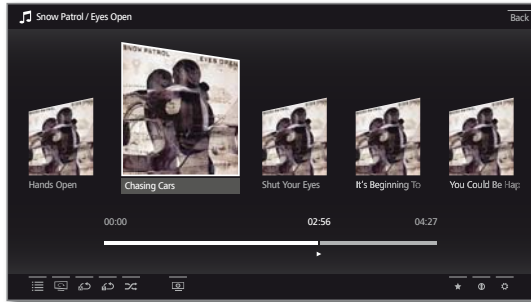 Snow Patrol / Eyes Open
Back
SNOW PATROL EYES OPEN
Hands Open
Chasing Cars
Shut Your Eyes
It's Beginning To
You Could Be Hap
00:00
02:56
04:27